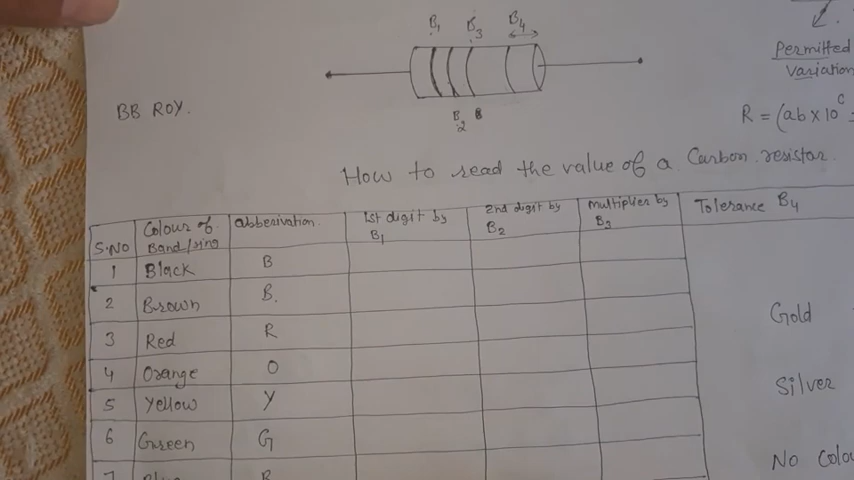 B1 B3 B4
B2
Permitted
Variation
BB ROY.
R = (ab x 10^c
How to read the value of a Carbon resistor.
S.NO Colour of Band/ring Abberivation. 1st digit by B1 2nd digit by B2 multiplier by B3 Tolerance B4
1 Black B
2 Brown B.
3 Red R
4 Orange O
5 Yellow Y
6 Green G
Gold
Silver
No